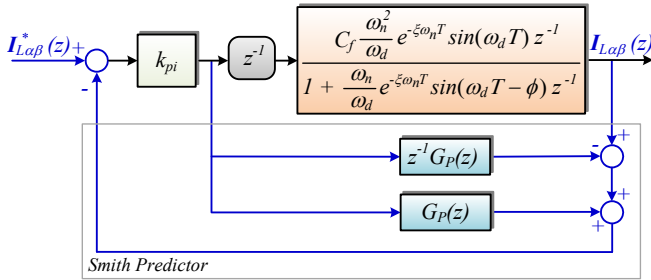 I*Lαβ(z) +
-
kpi
z⁻¹
Cf ωn²/ωd e^(-ξωnT) sin(ωdT) z⁻¹
1 + ωn/ωd e^(-ξωnT) sin(ωdT − ϕ) z⁻¹
ILαβ(z)
z⁻¹GP(z)
- +
GP(z)
+ +
Smith Predictor